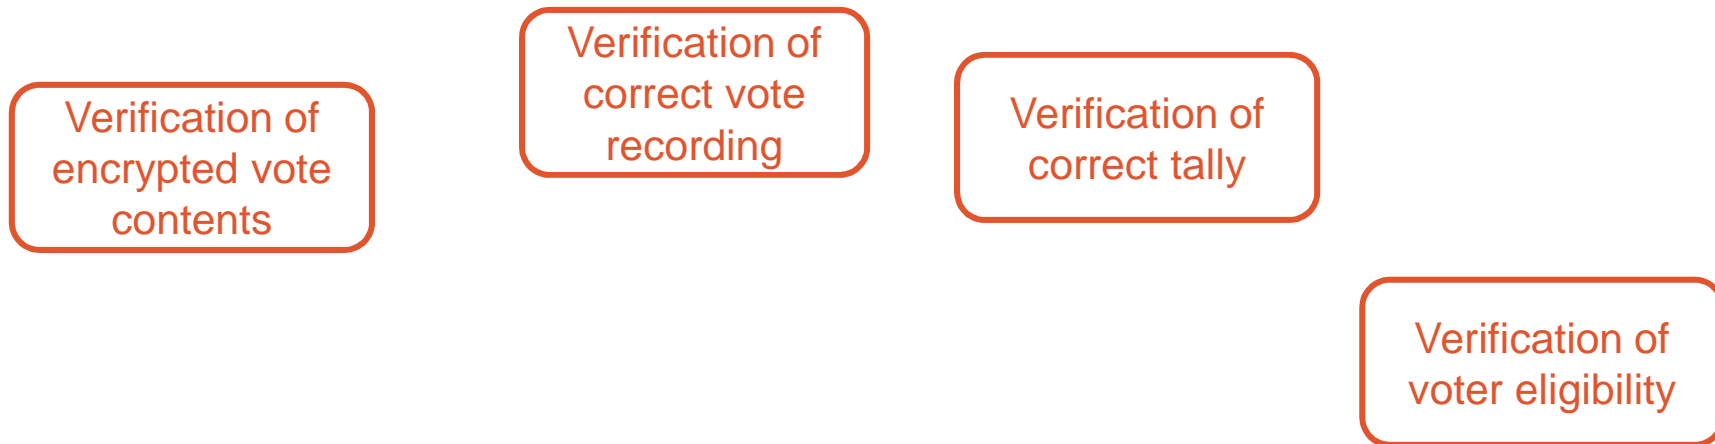 Verification of
encrypted vote
contents
Verification of
correct vote
recording
Verification of
correct tally
Verification of
voter eligibility